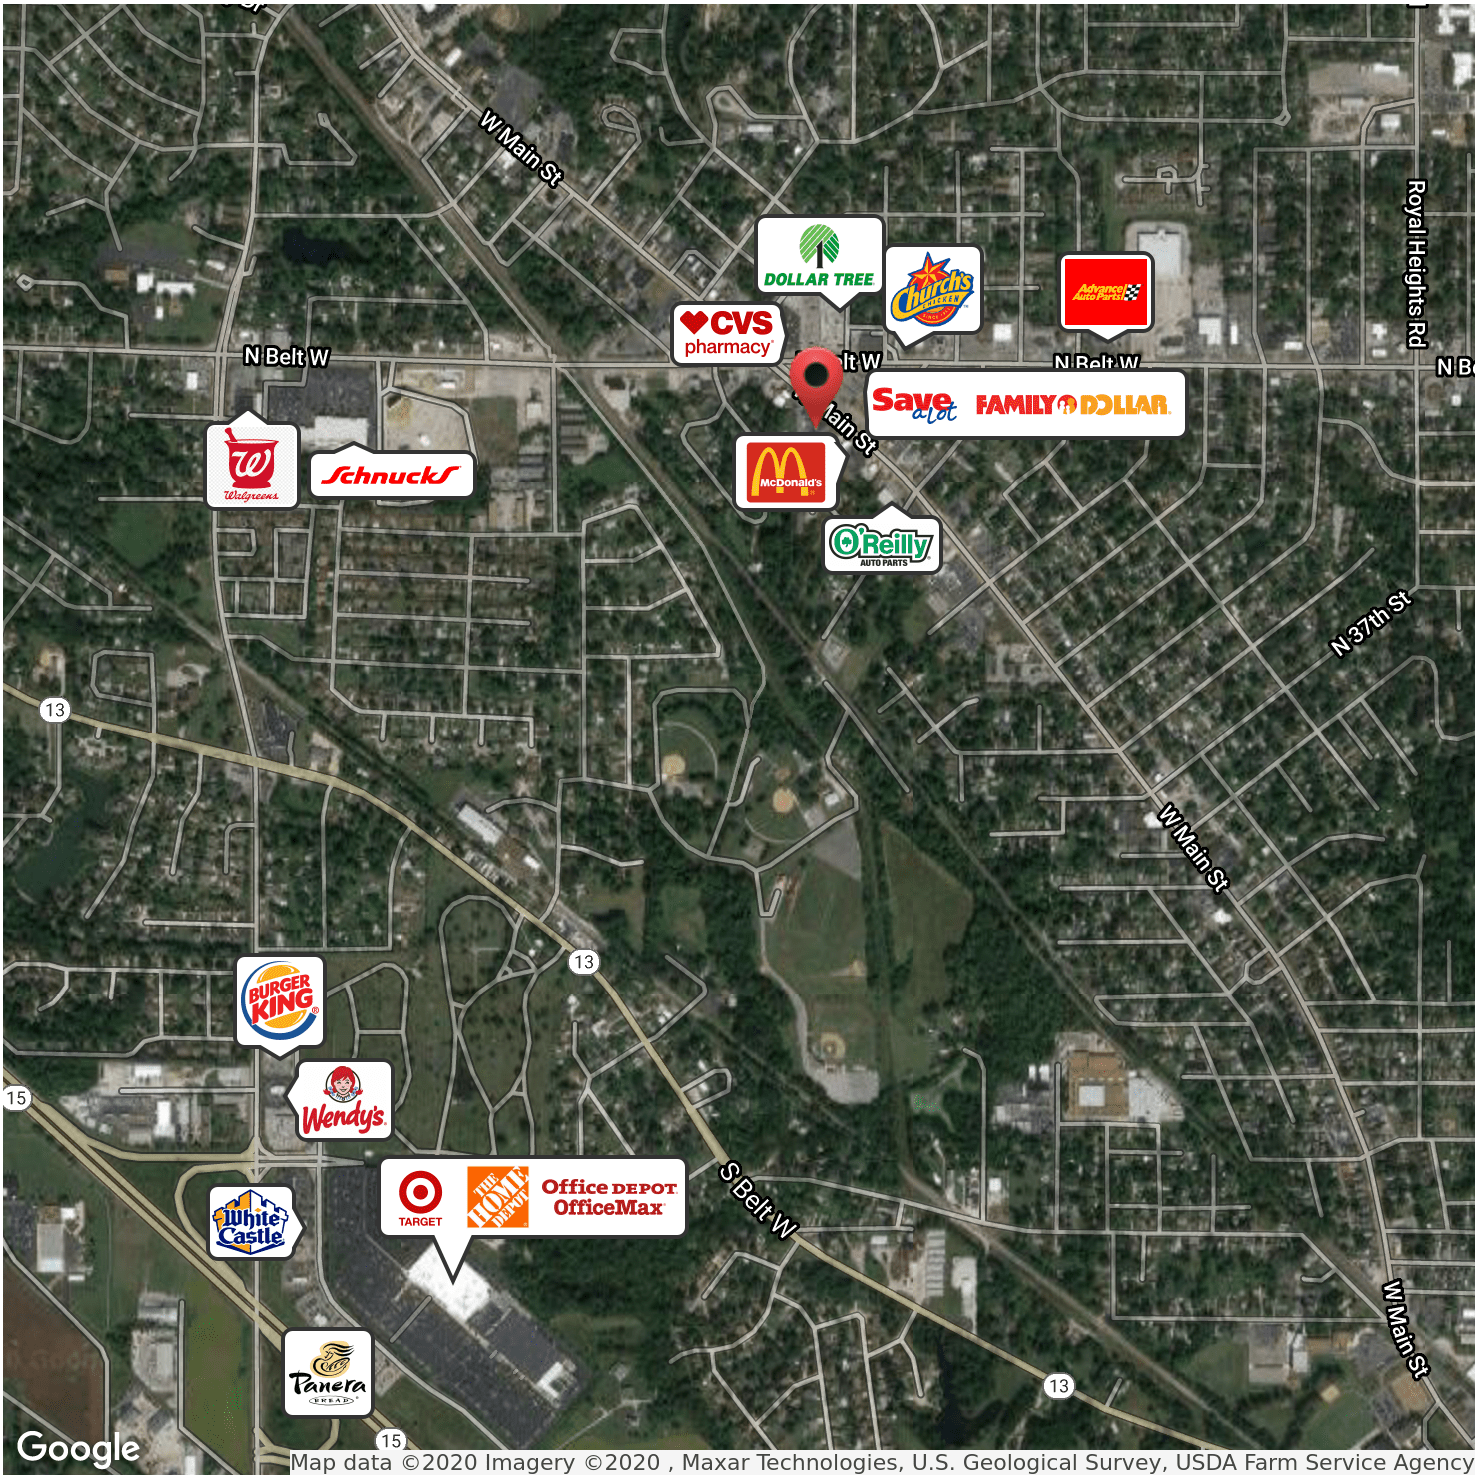 W Main St
Royal Heights Rd
DOLLAR TREE
Church's
CHICKEN
Advance
Auto Parts
CVS
pharmacy
N Belt W
lt W
N Belt W
N Be
Main St
Save
a lot
FAMILY DOLLAR
W
Walgreens
Schnucks
McDonald's
O'Reilly
AUTO PARTS
N 37th St
13
W Main St
13
BURGER
KING
15
Wendy's
TARGET
THE
HOME
DEPOT
Office DEPOT
OfficeMax
S Belt W
White
Castle
W Main St
Panera
BREAD
13
15
Google
Map data ©2020 Imagery ©2020 , Maxar Technologies, U.S. Geological Survey, USDA Farm Service Agency